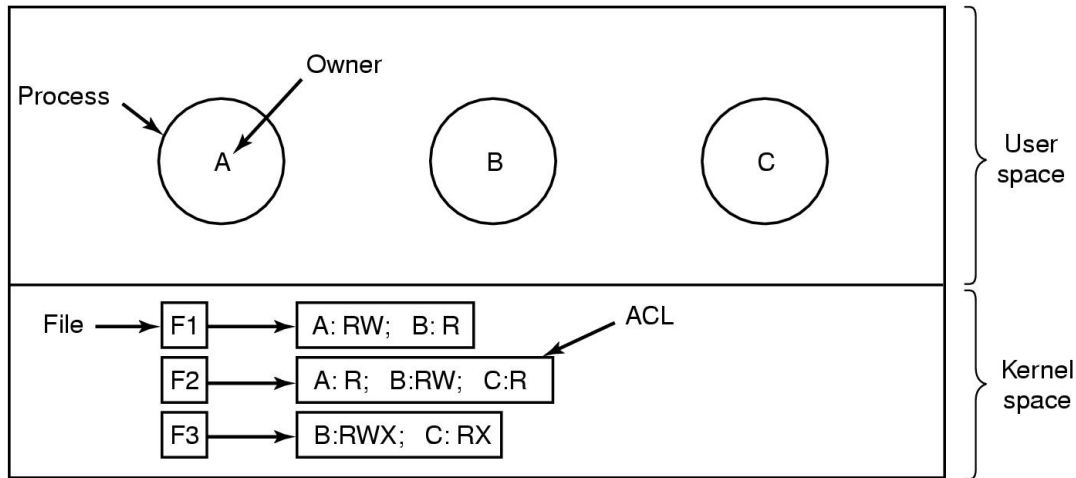 Owner
Process
A
B
C
User
space
File
F1
A: RW; B: R
ACL
F2
A: R; B:RW; C:R
F3
B:RWX; C: RX
Kernel
space